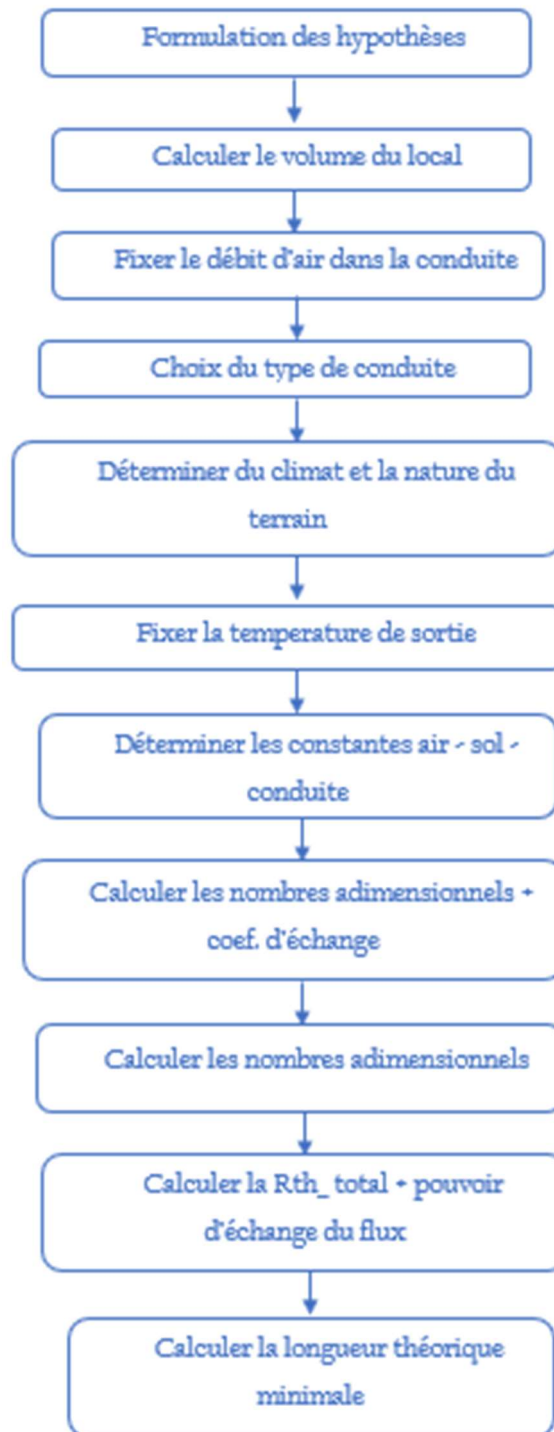 Formulation des hypothèses
Calculer le volume du local
Fixer le débit d'air dans la conduite
Choix du type de conduite
Déterminer du climat et la nature du
terrain
Fixer la temperature de sortie
Déterminer les constantes air - sol -
conduite
Calculer les nombres adimensionnels +
coef. d'échange
Calculer les nombres adimensionnels
Calculer la Rth_ total + pouvoir
d'échange du flux
Calculer la longueur théorique
minimale